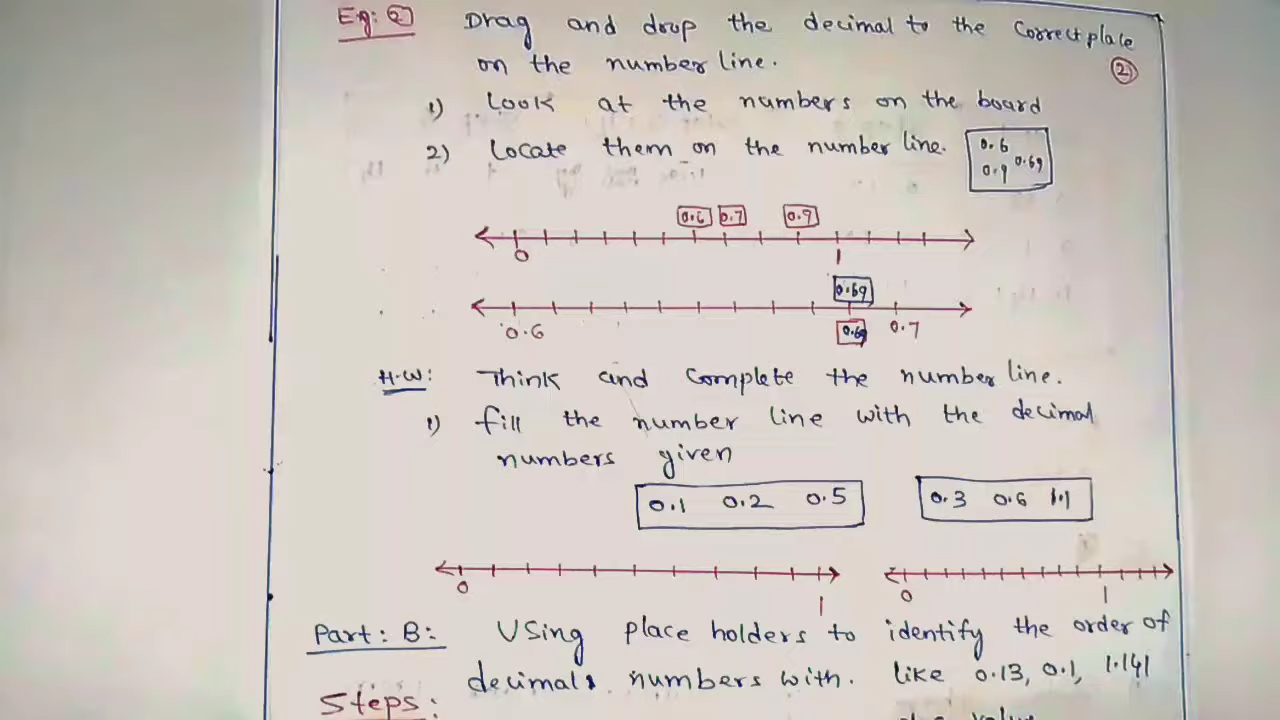 Eg: 2
Drag and drop the decimal to the correct place
on the number line.
2
1) Look at the numbers on the board
2) Locate them on the number line.
0.6
0.9 0.69
0.6 0.7 0.9
0 1
0.69
0.6 0.69 0.7
H.W: Think and complete the number line.
1) fill the number line with the decimal
numbers given
0.1 0.2 0.5 0.3 0.6 1.1
0 1 0 1
Part: B: Using place holders to identify the order of
decimals numbers with. like 0.13, 0.1, 1.141
Steps:
value